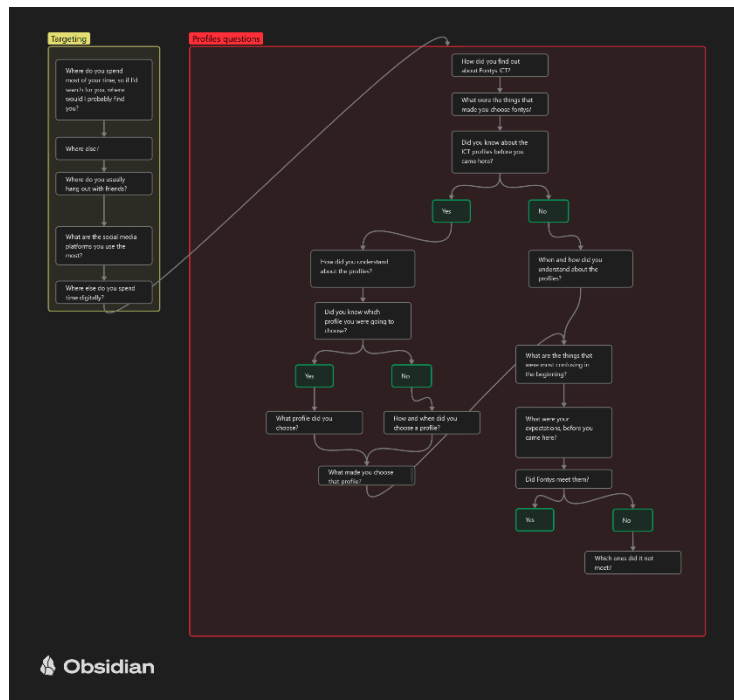 Targeting
Where do you spend
most of your time, so if I'd
search for you, where
would I probably find
you?
Where else?
Where do you usually
hang out with friends?
What are the social media
platforms you use the
most?
Where else do you spend
time digitally?
Profiles questions
How did you find out
about Fontys ICT?
What were the things that
made you choose fontys?
Did you know about the
ICT profiles before you
came here?
Yes
No
How did you understand
about the profiles?
Did you know which
profile you were going to
choose?
Yes
No
What profile did you
choose?
How and when did you
choose a profile?
What made you choose
that profile?
When and how did you
understand about the
profiles?
What are the things that
were most confusing in
the beginning?
What were your
expectations, before you
came here?
Did Fontys meet them?
Yes
No
Which ones did it not
meet?
Obsidian